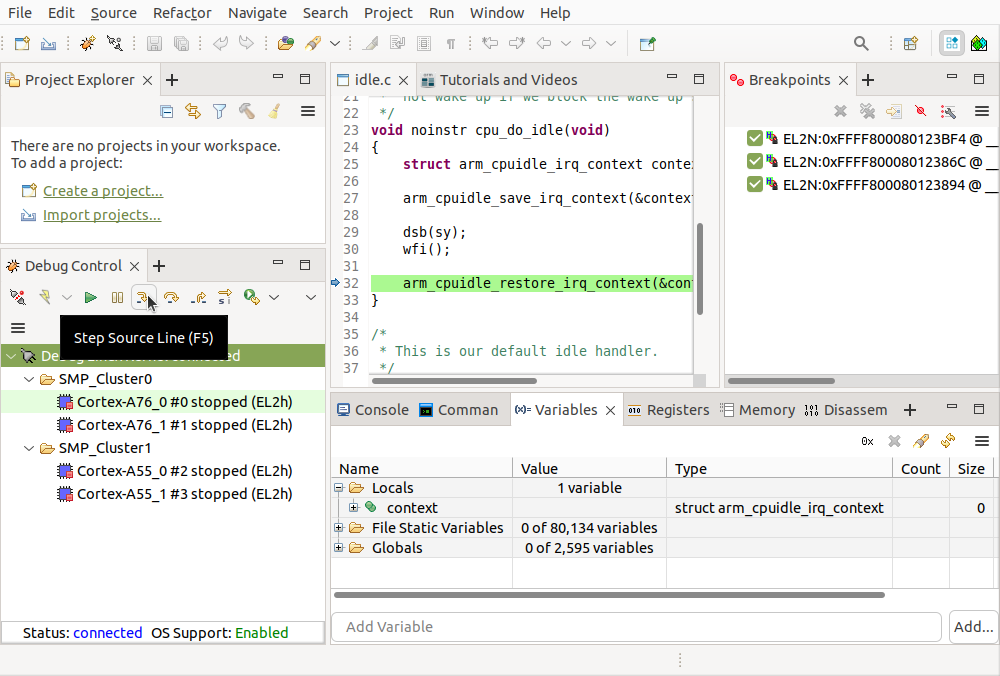 File Edit Source Refactor Navigate Search Project Run Window Help
Project Explorer
There are no projects in your workspace.
To add a project:
Create a project...
Import projects...
Debug Control
Step Source Line (F5)
SMP_Cluster0
Cortex-A76_0 #0 stopped (EL2h)
Cortex-A76_1 #1 stopped (EL2h)
SMP_Cluster1
Cortex-A55_0 #2 stopped (EL2h)
Cortex-A55_1 #3 stopped (EL2h)
Status: connected OS Support: Enabled
idle.c Tutorials and Videos
21 * not wake up if we block the wake up
22 */
23 void noinstr cpu_do_idle(void)
24 {
25 struct arm_cpuidle_irq_context contex
26
27 arm_cpuidle_save_irq_context(&context
28
29 dsb(sy);
30 wfi();
31
32 arm_cpuidle_restore_irq_context(&con
33 }
34
35 /*
36 * This is our default idle handler.
37 */
Breakpoints
EL2N:0xFFFF800080123BF4 @ __
EL2N:0xFFFF80008012386C @ __
EL2N:0xFFFF800080123894 @ __
Console Comman Variables Registers Memory Disassem
0x
Name Value Type Count Size
Locals 1 variable
context struct arm_cpuidle_irq_context 0
File Static Variables 0 of 80,134 variables
Globals 0 of 2,595 variables
Add Variable Add...